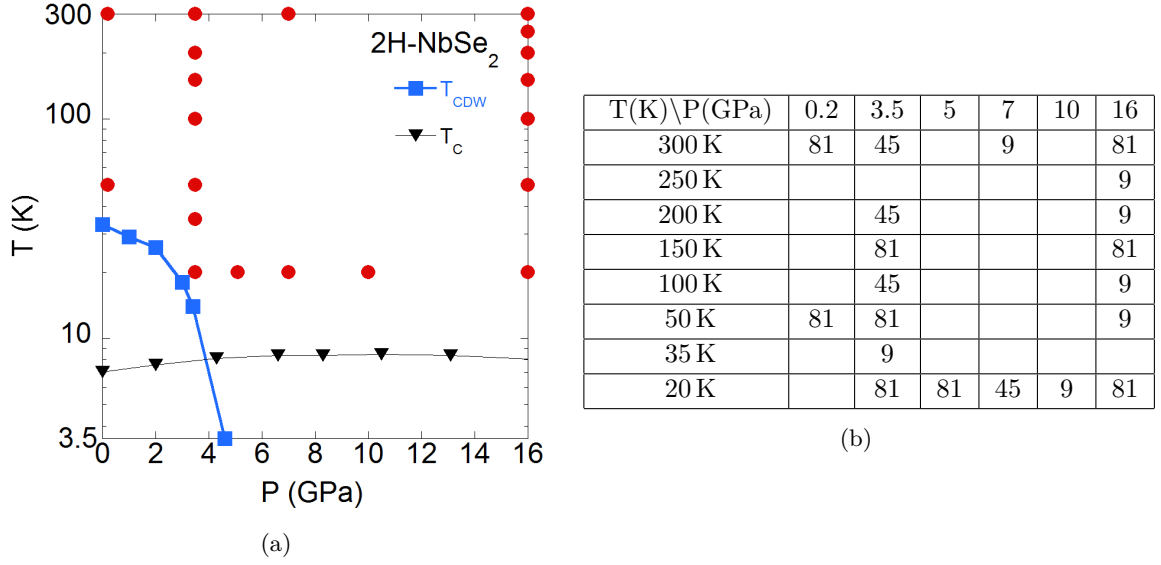 300
100
10
3.5
0 2 4 6 8 10 12 14 16
T (K)
P (GPa)
2H-NbSe2
TCDW
TC
(a)
T(K)\P(GPa) 0.2 3.5 5 7 10 16
300 K 81 45 9 81
250 K 9
200 K 45 9
150 K 81 81
100 K 45 9
50 K 81 81 9
35 K 9
20 K 81 81 45 9 81
(b)